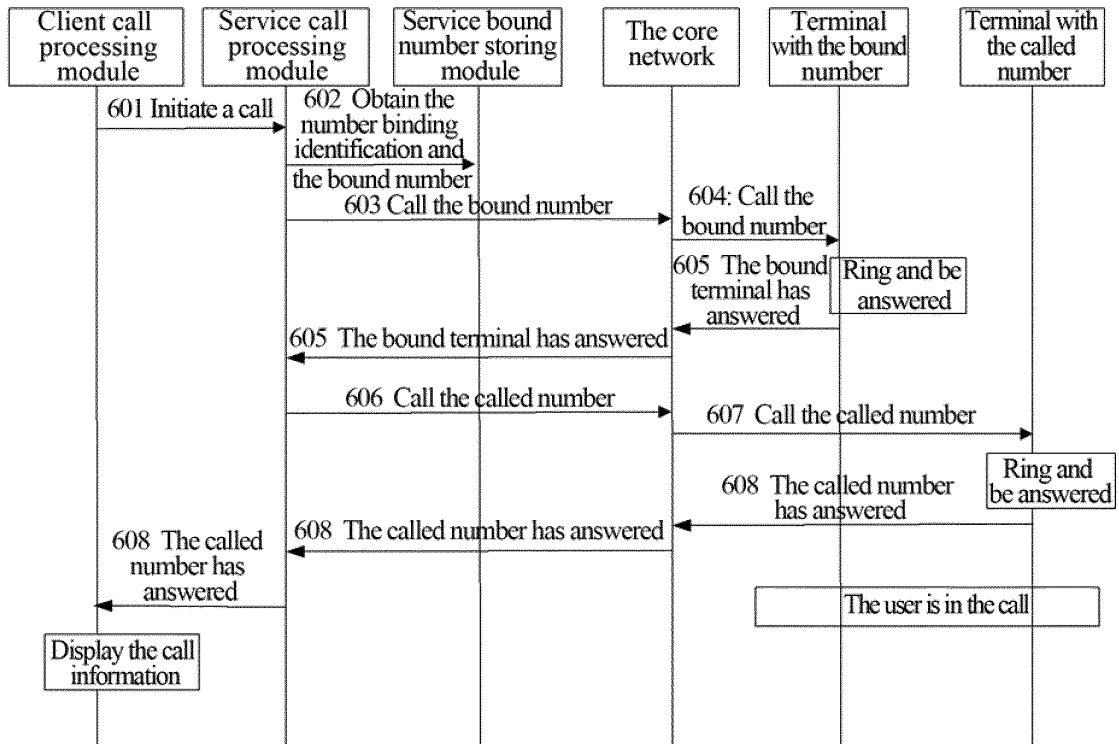 Client call
processing
module
Service call
processing
module
Service bound
number storing
module
The core
network
Terminal
with the bound
number
Terminal with
the called
number
601 Initiate a call
602 Obtain the
number binding
identification and
the bound number
603 Call the bound number
604: Call the
bound number
605 The bound
terminal has
answered
Ring and be
answered
605 The bound terminal has answered
606 Call the called number
607 Call the called number
Ring and
be answered
608 The called number
has answered
608 The called number has answered
608 The called
number has
answered
The user is in the call
Display the call
information